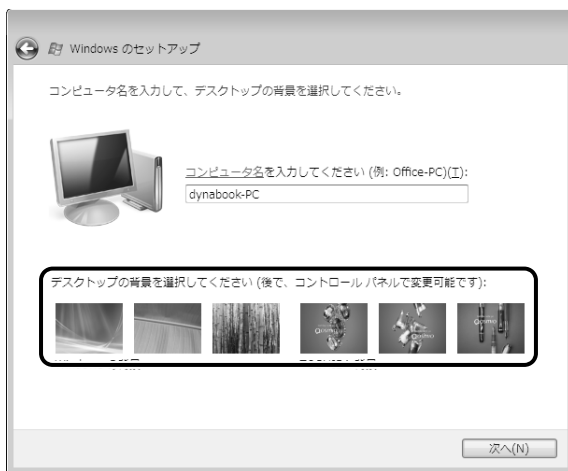 Windows のセットアップ
コンピュータ名を入力して、デスクトップの背景を選択してください。
コンピュータ名を入力してください (例: Office-PC)(T):
dynabook-PC
デスクトップの背景を選択してください (後で、コントロール パネルで変更可能です):
Qosmio
Qosmio
Qosmio
次へ(N)